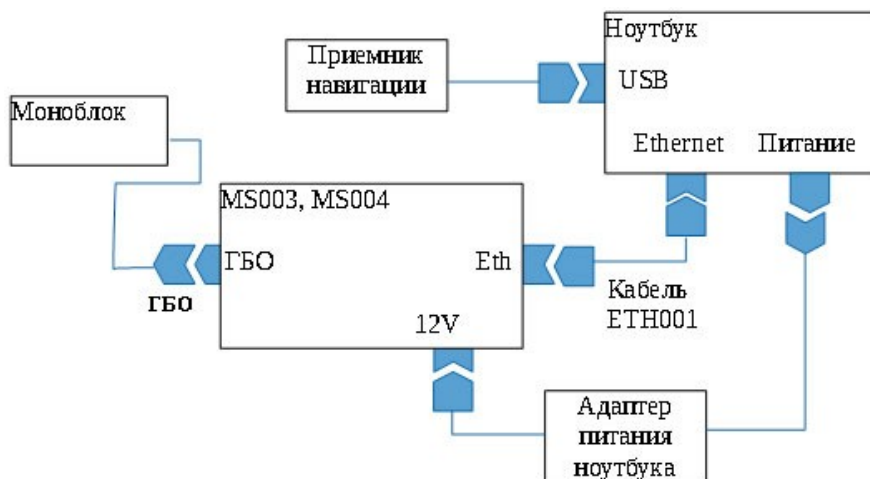 Ноутбук
Приемник
навигации
USB
Моноблок
Ethernet
Питание
MS003, MS004
ГБО
Eth
ГБО
Кабель
ETH001
12V
Адаптер
питания
ноутбука